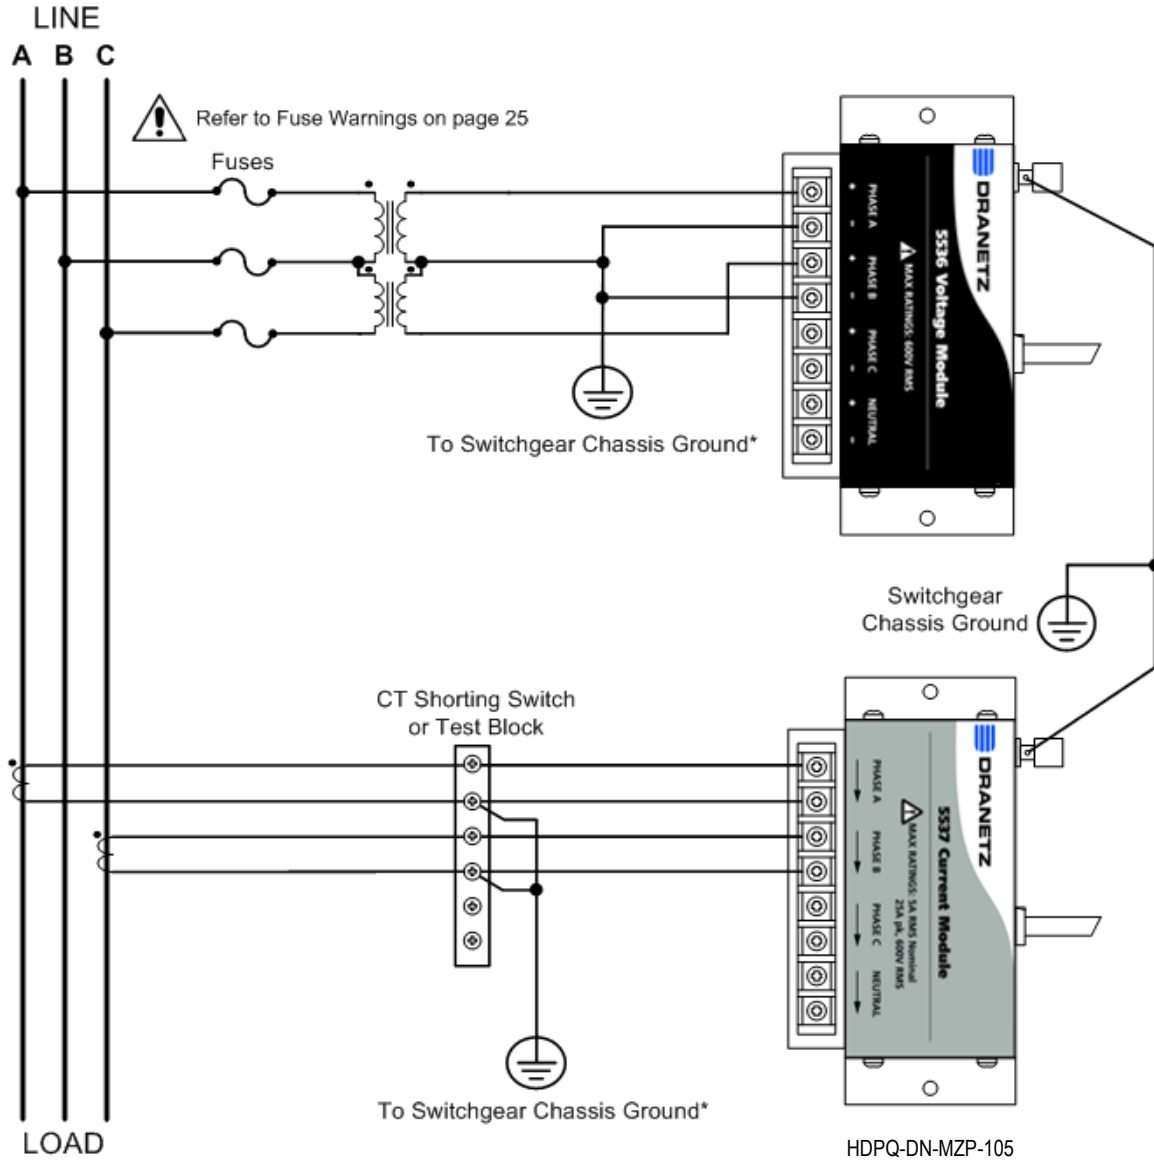 LINE
A B C
Refer to Fuse Warnings on page 25
Fuses
To Switchgear Chassis Ground*
+ PHASE A -
+ PHASE B -
+ PHASE C -
+ NEUTRAL -
MAX RATINGS: 600V RMS
5536 Voltage Module
DRANETZ
Switchgear
Chassis Ground
CT Shorting Switch
or Test Block
PHASE A
PHASE B
PHASE C
NEUTRAL
MAX RATINGS: 5A RMS Nominal
25A pk, 600V RMS
5537 Current Module
DRANETZ
To Switchgear Chassis Ground*
LOAD
HDPQ-DN-MZP-105